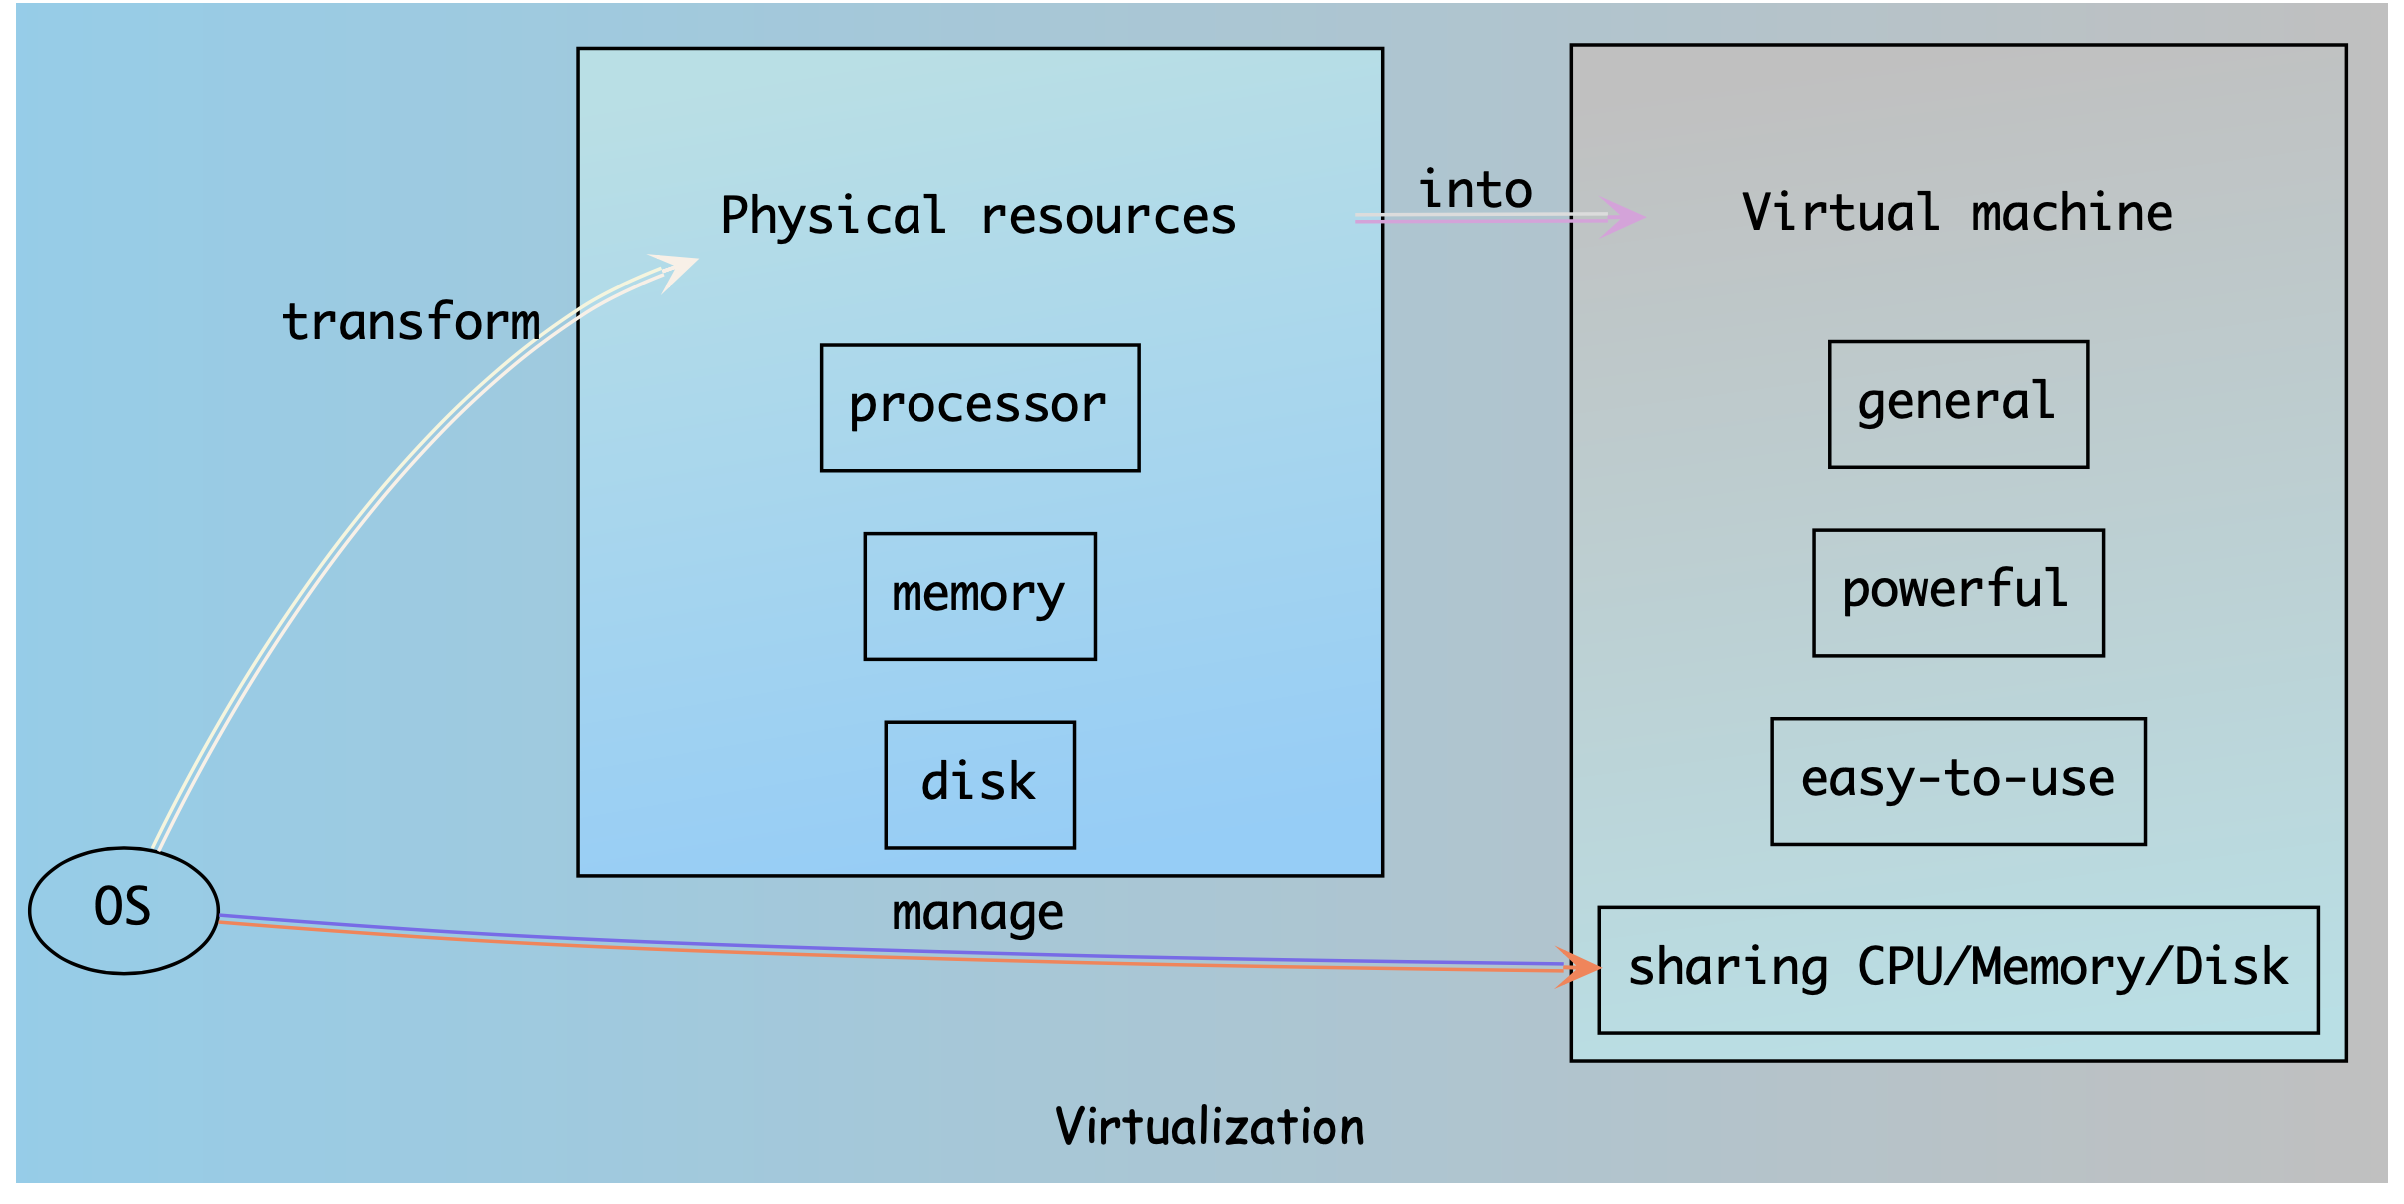 Physical resources
into
Virtual machine
transform
processor
general
memory
powerful
disk
easy-to-use
OS
manage
sharing CPU/Memory/Disk
Virtualization